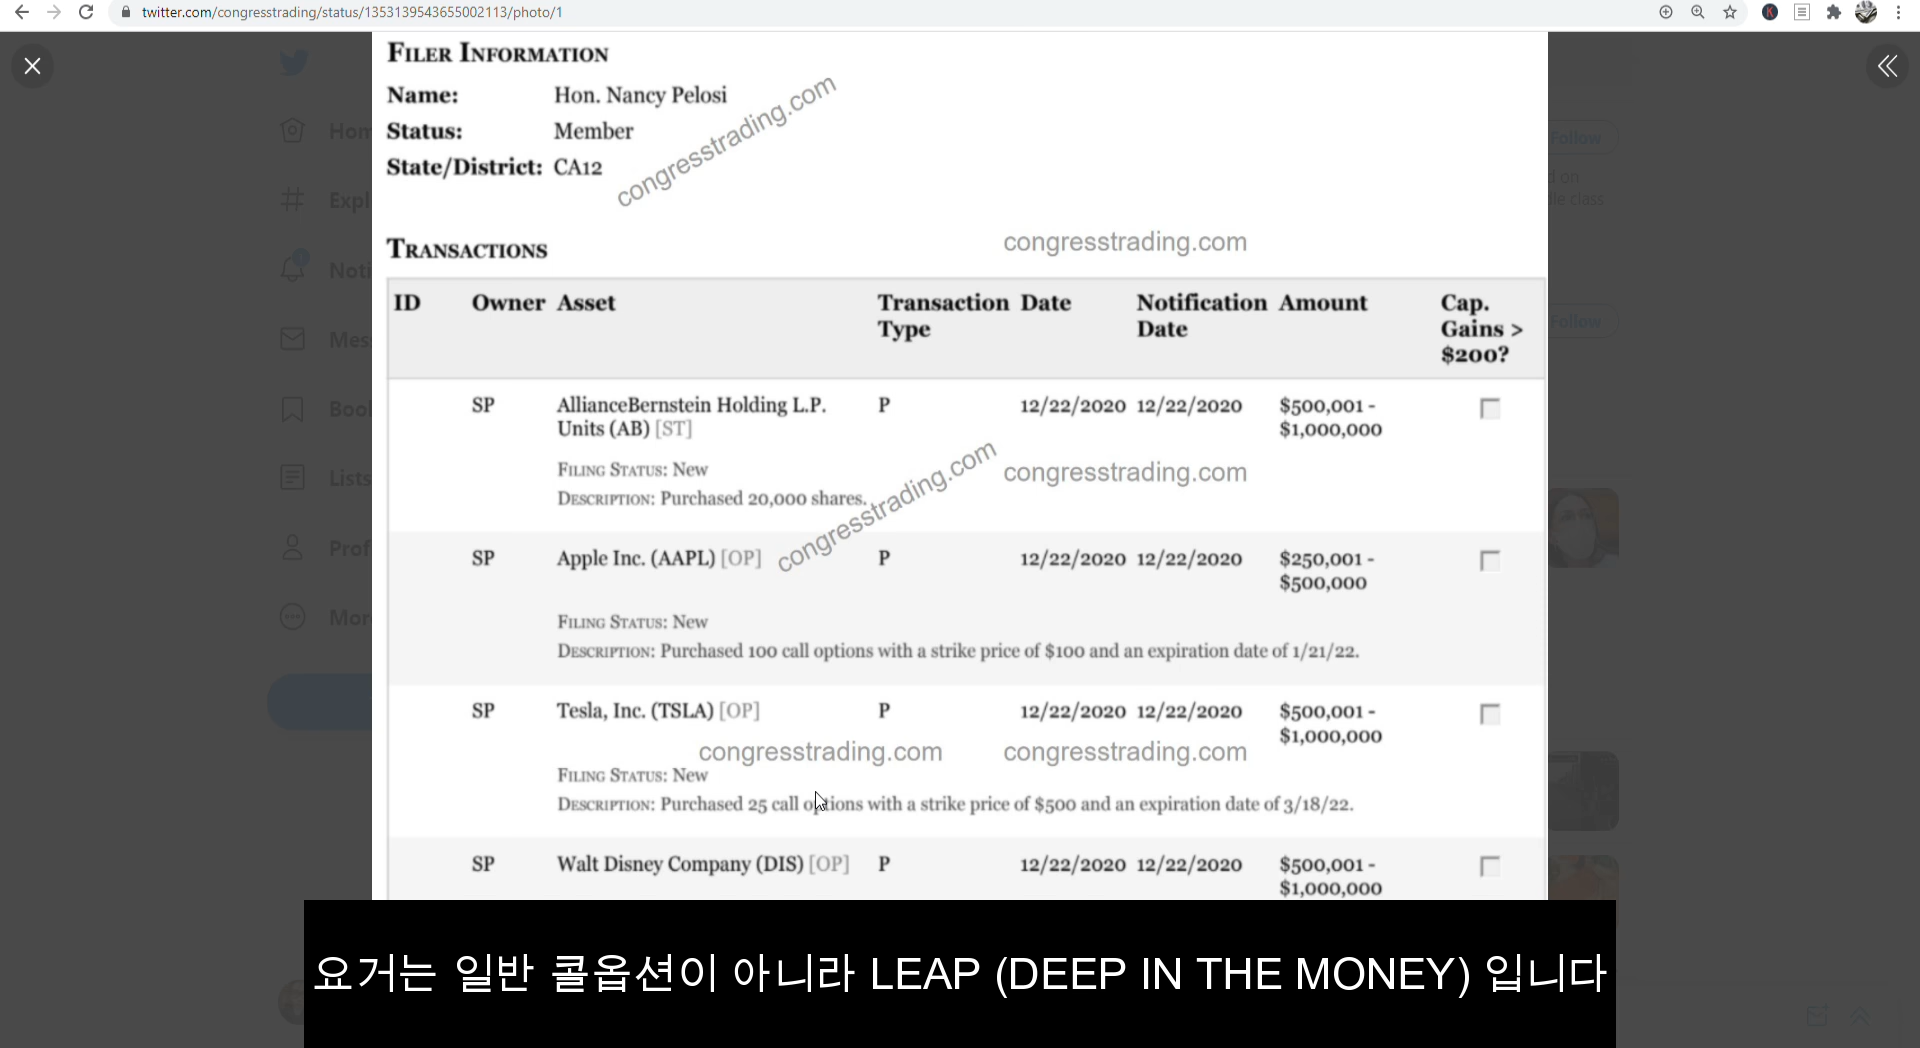 twitter.com/congresstrading/status/1353139543655002113/photo/1
FILER INFORMATION
Name: Hon. Nancy Pelosi
Status: Member
State/District: CA12
congresstrading.com
congresstrading.com
TRANSACTIONS
ID Owner Asset Transaction Type Date Notification Date Amount Cap. Gains > $200?
SP AllianceBernstein Holding L.P. P 12/22/2020 12/22/2020 $500,001 -
Units (AB) [ST] $1,000,000
FILING STATUS: New
congresstrading.com
congresstrading.com
DESCRIPTION: Purchased 20,000 shares.
SP Apple Inc. (AAPL) [OP] P 12/22/2020 12/22/2020 $250,001 -
$500,000
FILING STATUS: New
DESCRIPTION: Purchased 100 call options with a strike price of $100 and an expiration date of 1/21/22.
SP Tesla, Inc. (TSLA) [OP] P 12/22/2020 12/22/2020 $500,001 -
$1,000,000
congresstrading.com congresstrading.com
FILING STATUS: New
DESCRIPTION: Purchased 25 call options with a strike price of $500 and an expiration date of 3/18/22.
SP Walt Disney Company (DIS) [OP] P 12/22/2020 12/22/2020 $500,001 -
$1,000,000
요거는 일반 콜옵션이 아니라 LEAP (DEEP IN THE MONEY) 입니다
Lists
Follow
Follow